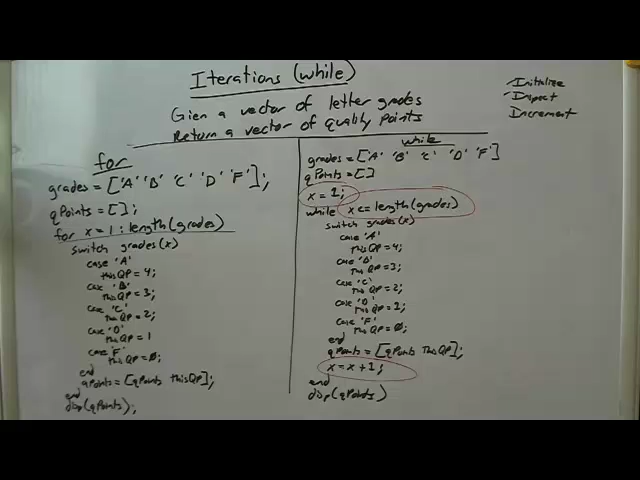 Iterations (while)
Gien a vector of letter grades
Return a vector of quality points
Initialize
Inspect
Increment
for
grades = ['A' 'B' 'C' 'D' 'F'];
qPoints = [];
for x = 1 : length(grades)
switch grades(x)
case 'A'
thisQP = 4;
case 'B'
thisQP = 3;
case 'C'
thisQP = 2;
case 'D'
thisQP = 1
case 'F'
thisQP = 0;
end
qPoints = [qPoints thisQP];
end
disp(qPoints);
while
grades = ['A' 'B' 'C' 'D' 'F']
qPoints = []
x = 1;
while x <= length(grades)
switch grades(x)
case 'A'
thisQP = 4;
case 'B'
thisQP = 3;
case 'C'
thisQP = 2;
case 'D'
thisQP = 1;
case 'F'
thisQP = 0;
end
qPoints = [qPoints ThisQP];
x = x + 1;
end
disp(qPoints)